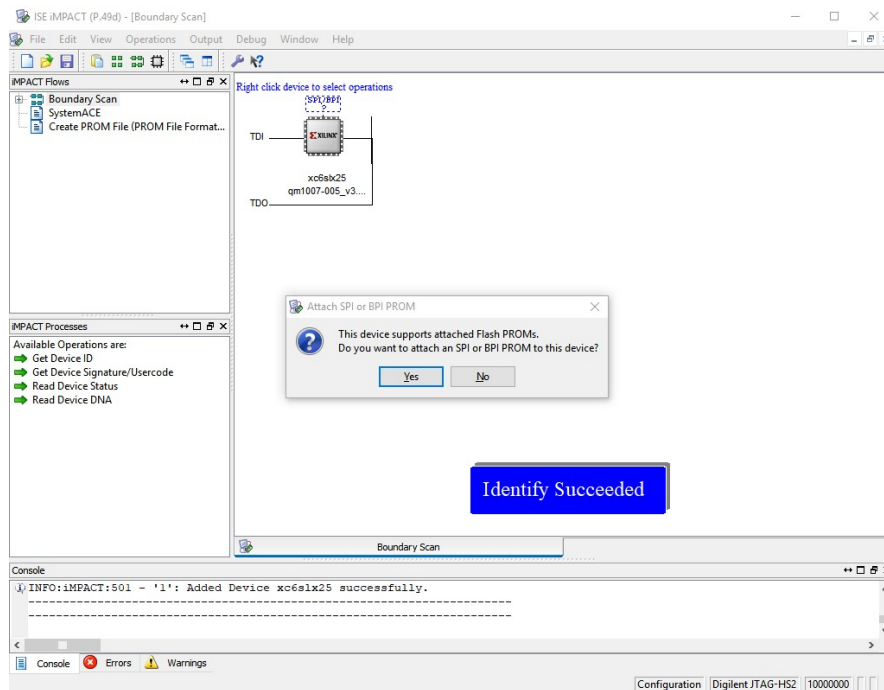 ISE iMPACT (P.49d) - [Boundary Scan]
File Edit View Operations Output Debug Window Help
iMPACT Flows
Boundary Scan
SystemACE
Create PROM File (PROM File Format...
Right click device to select operations
SPI/BPI
?
TDI
XILINX
xc6slx25
qm1007-005_v3....
TDO
Attach SPI or BPI PROM
This device supports attached Flash PROMs.
Do you want to attach an SPI or BPI PROM to this device?
Yes No
iMPACT Processes
Available Operations are:
Get Device ID
Get Device Signature/Usercode
Read Device Status
Read Device DNA
Identify Succeeded
Boundary Scan
Console
INFO:iMPACT:501 - '1': Added Device xc6slx25 successfully.
----------------------------------------------------------------------
----------------------------------------------------------------------
Console Errors Warnings
Configuration Digilent JTAG-HS2 10000000